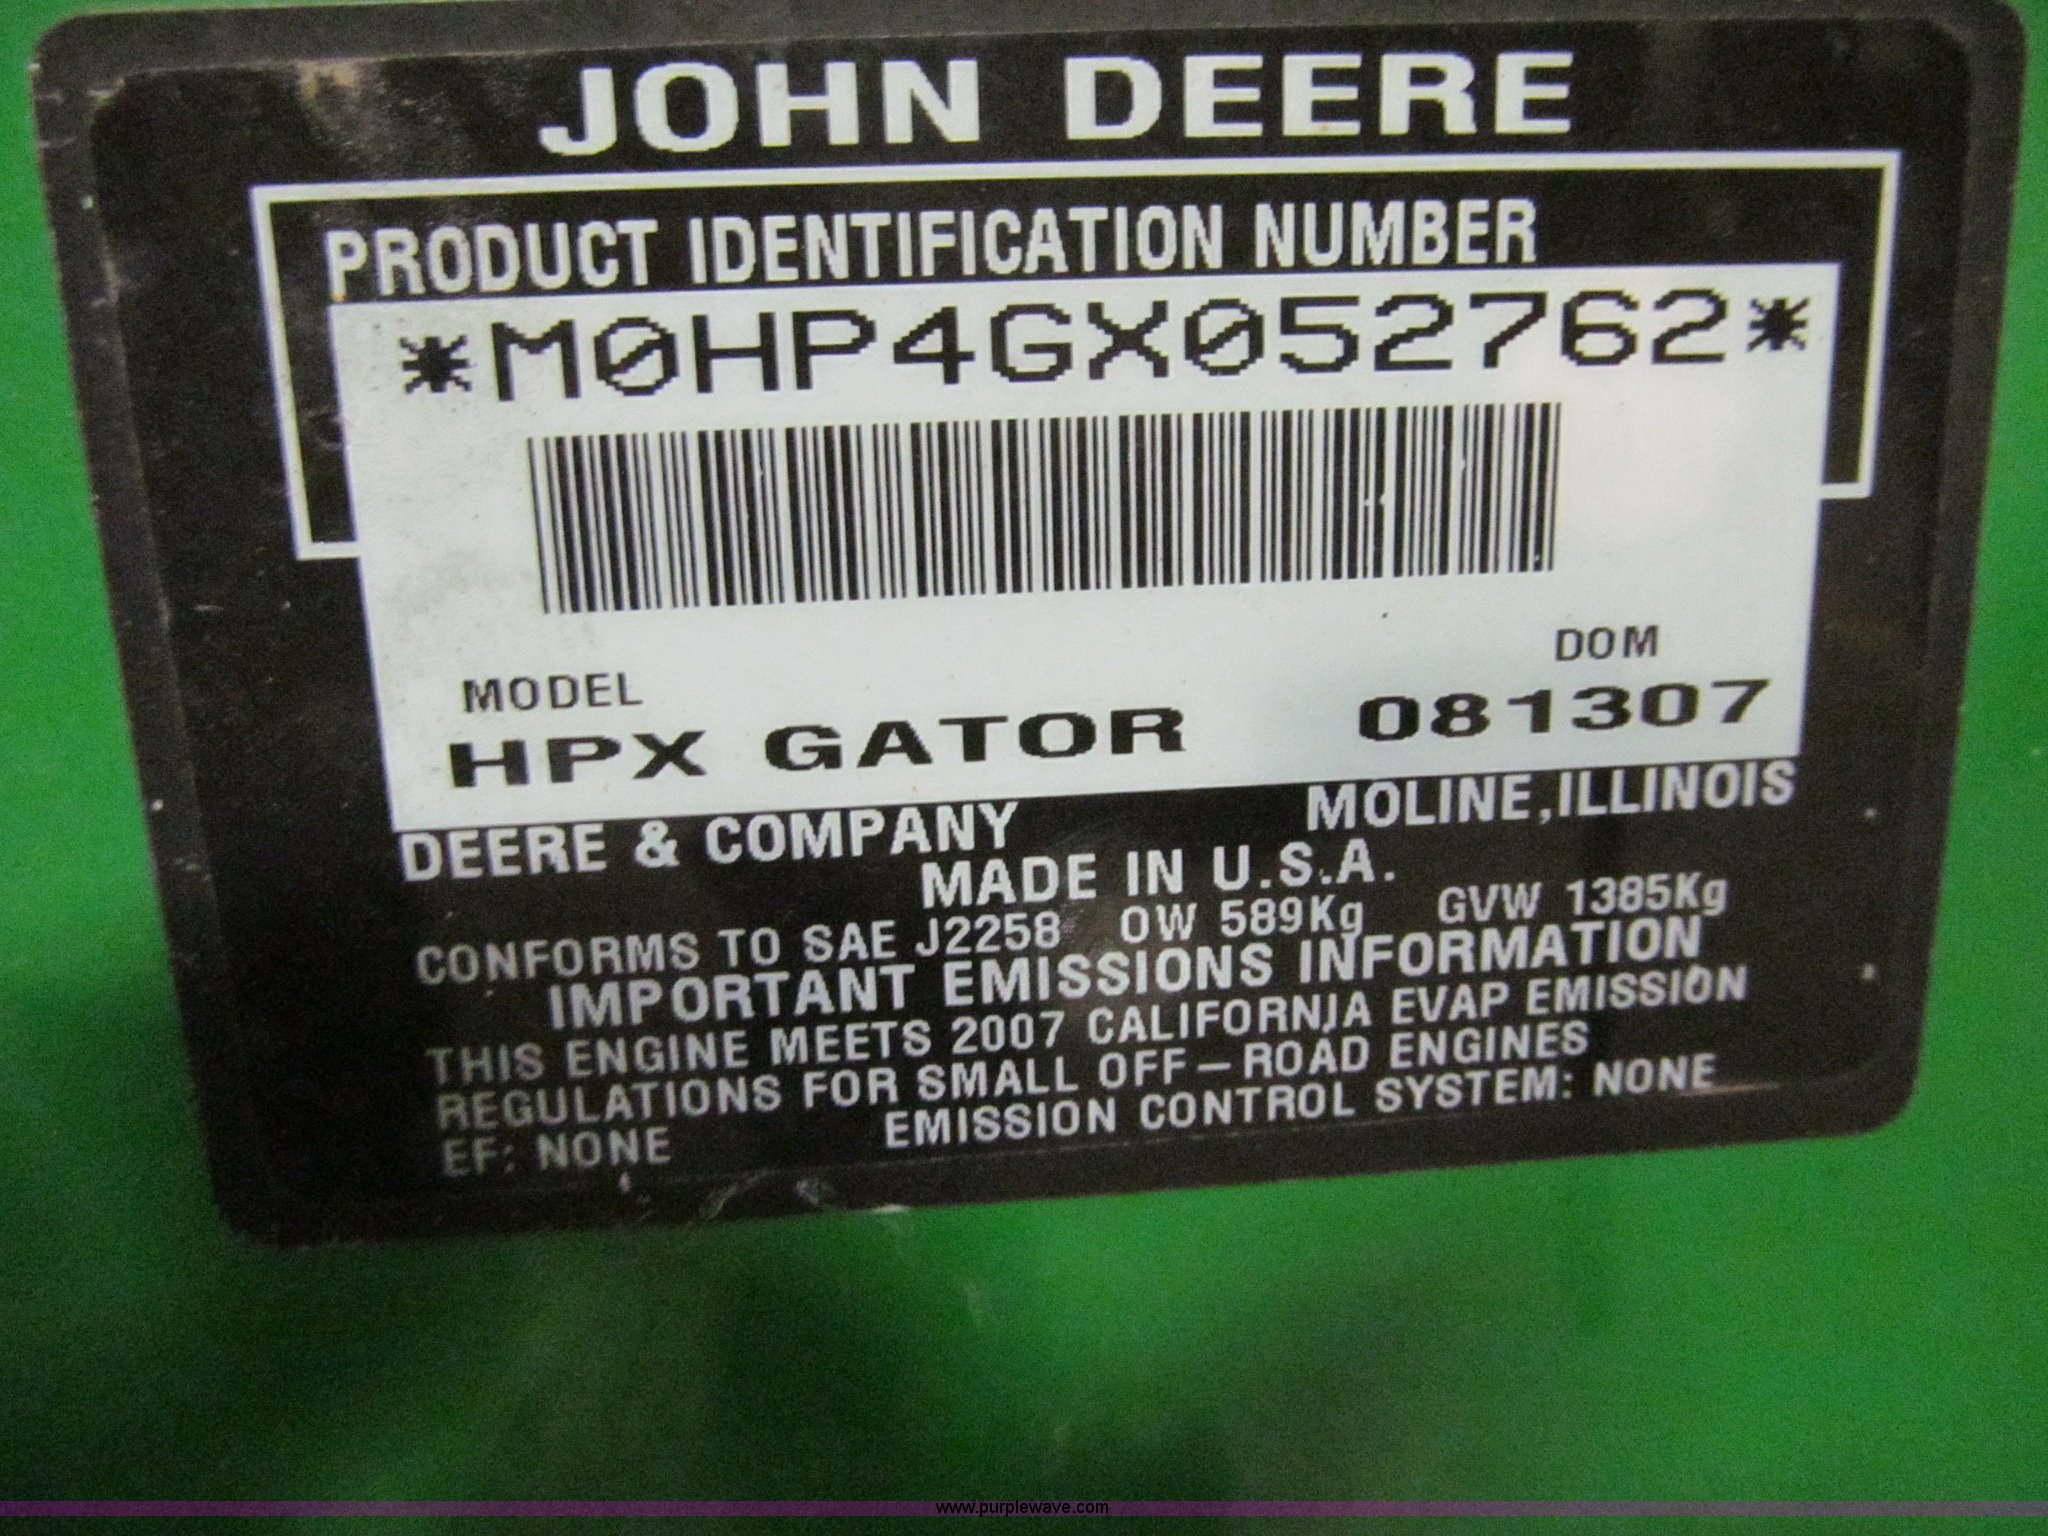 JOHN DEERE
PRODUCT IDENTIFICATION NUMBER
*M0HP4GX052762*
DOM
MODEL
HPX GATOR 081307
DEERE & COMPANY MOLINE,ILLINOIS
MADE IN U.S.A.
CONFORMS TO SAE J2258 OW 589Kg GVW 1385Kg
IMPORTANT EMISSIONS INFORMATION
THIS ENGINE MEETS 2007 CALIFORNIA EVAP EMISSION
REGULATIONS FOR SMALL OFF-ROAD ENGINES
EF: NONE EMISSION CONTROL SYSTEM: NONE
www.purplewave.com